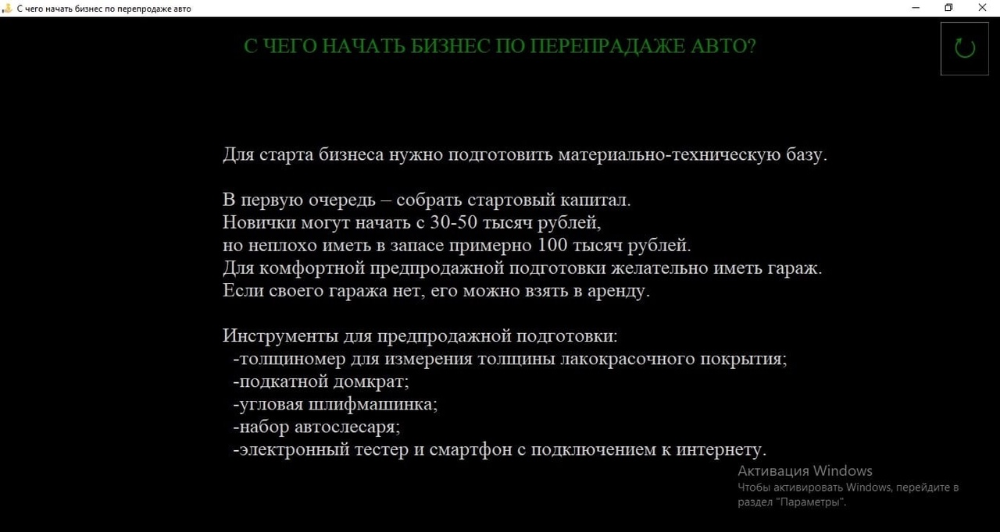 С чего начать бизнес по перепродаже авто
С ЧЕГО НАЧАТЬ БИЗНЕС ПО ПЕРЕПРАДАЖЕ АВТО?
Для старта бизнеса нужно подготовить материально-техническую базу.
В первую очередь – собрать стартовый капитал.
Новички могут начать с 30-50 тысяч рублей,
но неплохо иметь в запасе примерно 100 тысяч рублей.
Для комфортной предпродажной подготовки желательно иметь гараж.
Если своего гаража нет, его можно взять в аренду.
Инструменты для предпродажной подготовки:
-толщиномер для измерения толщины лакокрасочного покрытия;
-подкатной домкрат;
-угловая шлифмашинка;
-набор автослесаря;
-электронный тестер и смартфон с подключением к интернету.
Активация Windows
Чтобы активировать Windows, перейдите в
раздел "Параметры".